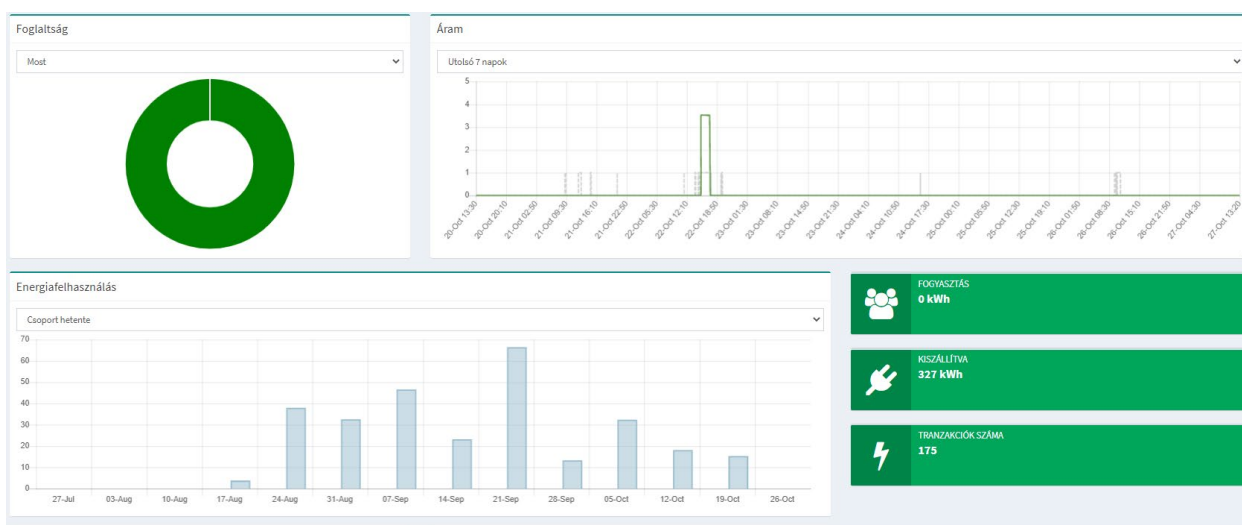 Foglaltság
Most
Áram
Utolsó 7 napok
5
4
3
2
1
0
20-Oct 13:30
20-Oct 20:10
21-Oct 02:50
21-Oct 09:30
21-Oct 16:10
21-Oct 22:50
22-Oct 05:30
22-Oct 12:10
22-Oct 18:50
23-Oct 01:30
23-Oct 08:10
23-Oct 14:50
23-Oct 21:30
24-Oct 04:10
24-Oct 10:50
24-Oct 17:30
25-Oct 00:10
25-Oct 05:50
25-Oct 12:30
25-Oct 19:10
26-Oct 01:50
26-Oct 08:30
26-Oct 15:10
26-Oct 21:50
27-Oct 04:30
27-Oct 13:20
Energiafelhasználás
Csoport hetente
70
60
50
40
30
20
10
0
27-Jul
03-Aug
10-Aug
17-Aug
24-Aug
31-Aug
07-Sep
14-Sep
21-Sep
28-Sep
05-Oct
12-Oct
19-Oct
26-Oct
FOGYASZTÁS
0 kWh
KISZÁLLÍTVA
327 kWh
TRANZAKCIÓK SZÁMA
175